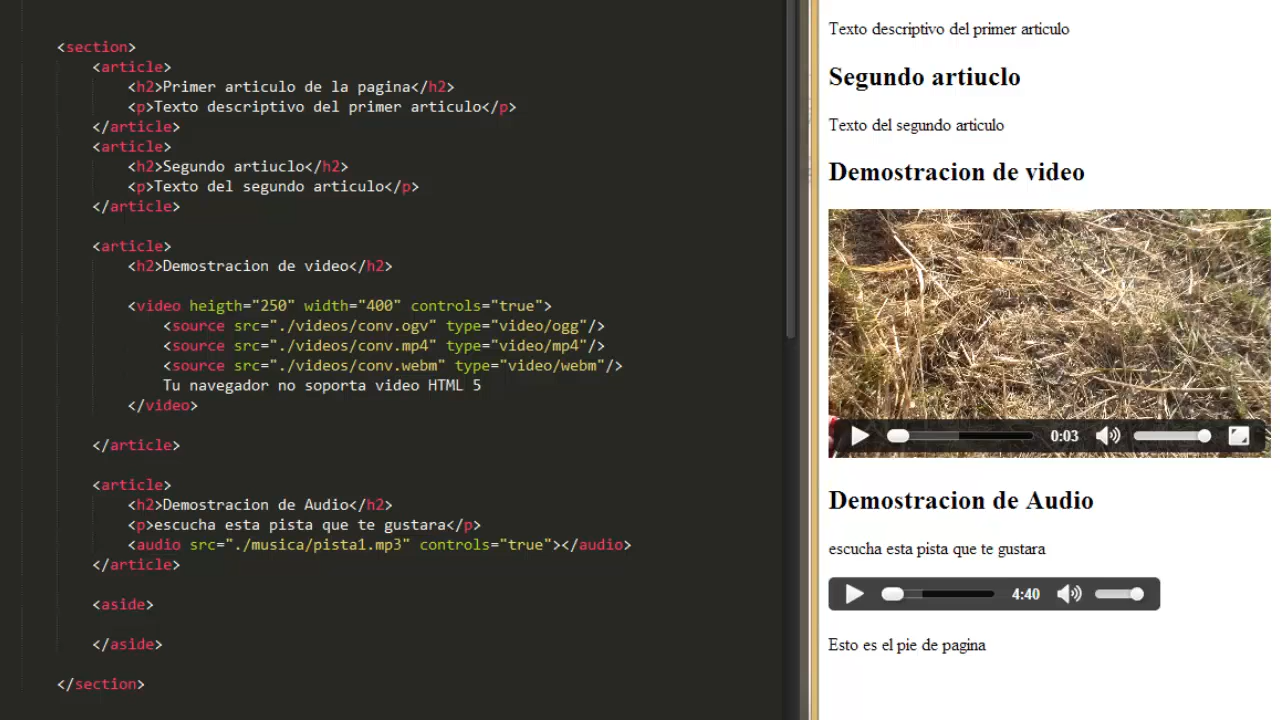 <section>
<article>
<h2>Primer articulo de la pagina</h2>
<p>Texto descriptivo del primer articulo</p>
</article>
<article>
<h2>Segundo artiuclo</h2>
<p>Texto del segundo articulo</p>
</article>
<article>
<h2>Demostracion de video</h2>
<video heigth="250" width="400" controls="true">
<source src="./videos/conv.ogv" type="video/ogg"/>
<source src="./videos/conv.mp4" type="video/mp4"/>
<source src="./videos/conv.webm" type="video/webm"/>
Tu navegador no soporta video HTML 5
</video>
</article>
<article>
<h2>Demostracion de Audio</h2>
<p>escucha esta pista que te gustara</p>
<audio src="./musica/pista1.mp3" controls="true"></audio>
</article>
<aside>
</aside>
</section>
Texto descriptivo del primer articulo
Segundo artiuclo
Texto del segundo articulo
Demostracion de video
0:03
Demostracion de Audio
escucha esta pista que te gustara
4:40
Esto es el pie de pagina